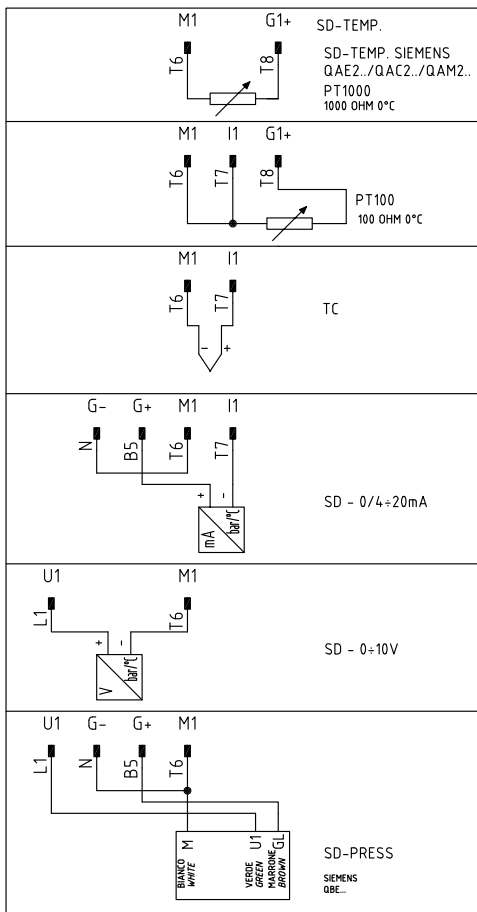 M1 G1+ SD-TEMP.
T6 T8
SD-TEMP. SIEMENS
QAE2../QAC2../QAM2..
PT1000
1000 OHM 0°C
M1 I1 G1+
T6 T7 T8
PT100
100 OHM 0°C
M1 I1
T6 T7
TC
- +
G- G+ M1 I1
N B5 T6 T7
+ -
mA bar/°C
SD - 0/4÷20mA
U1 M1
L1 T6
+ -
V bar/°C
SD - 0÷10V
U1 G- G+ M1
L1 N B5 T6
M U1 GL
BIANCO
WHITE
VERDE
GREEN
MARRONE
BROWN
SD-PRESS
SIEMENS
QBE...